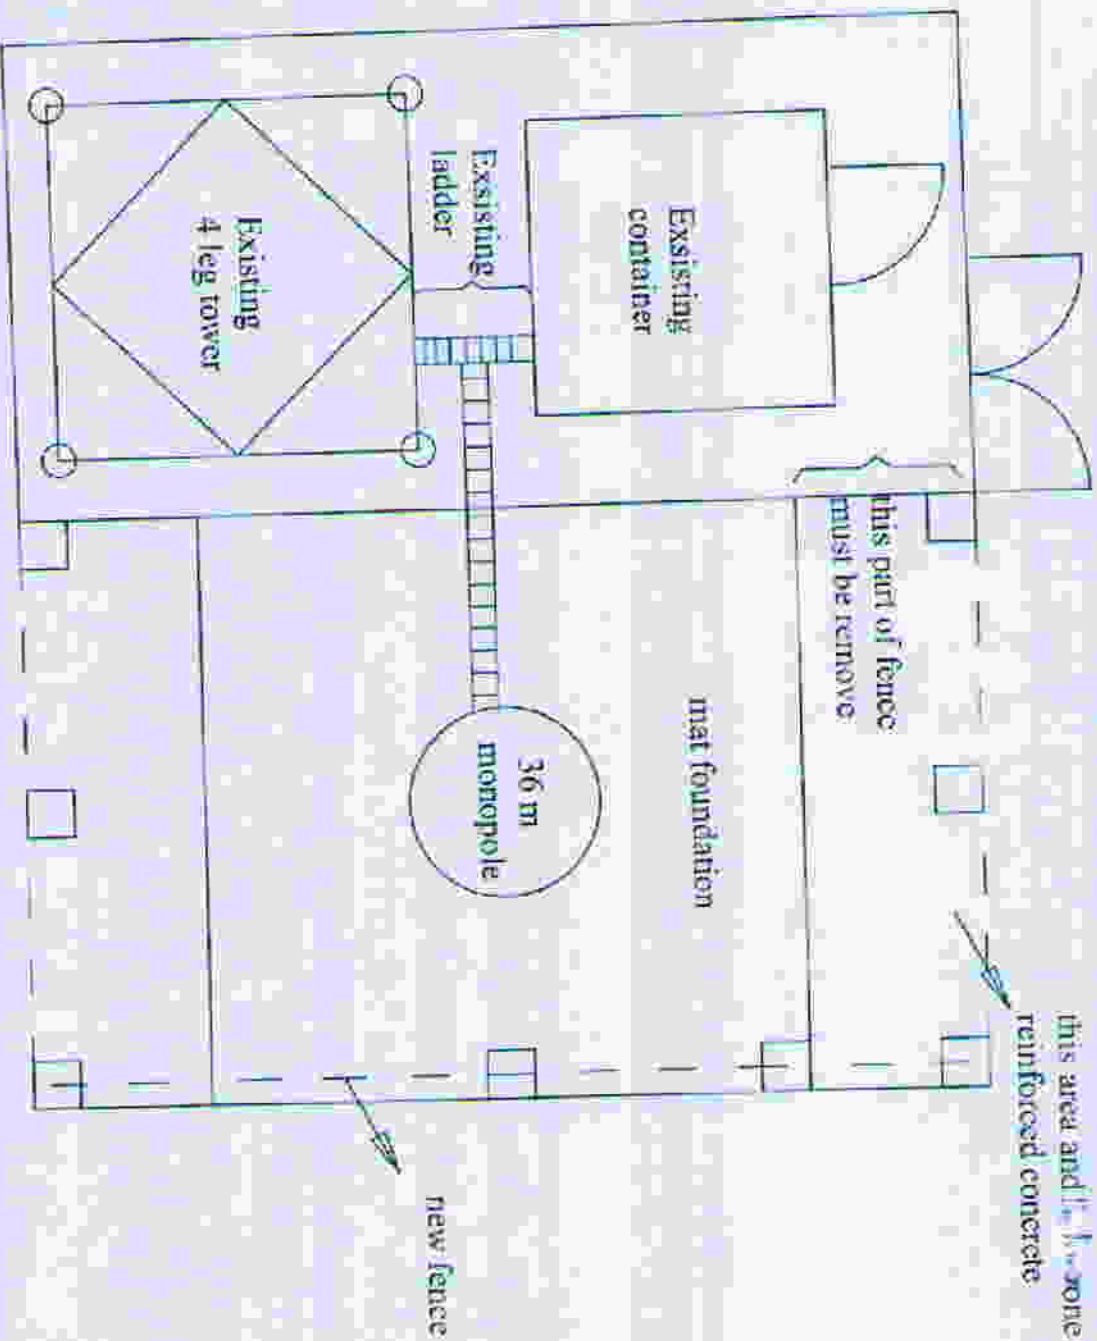 this area and
reinforced concrete
this part of fence
must be remove
Exsisting
container
mat foundation
Exsisting
ladder
36 m
monopole
new fence
Existing
4 leg tower